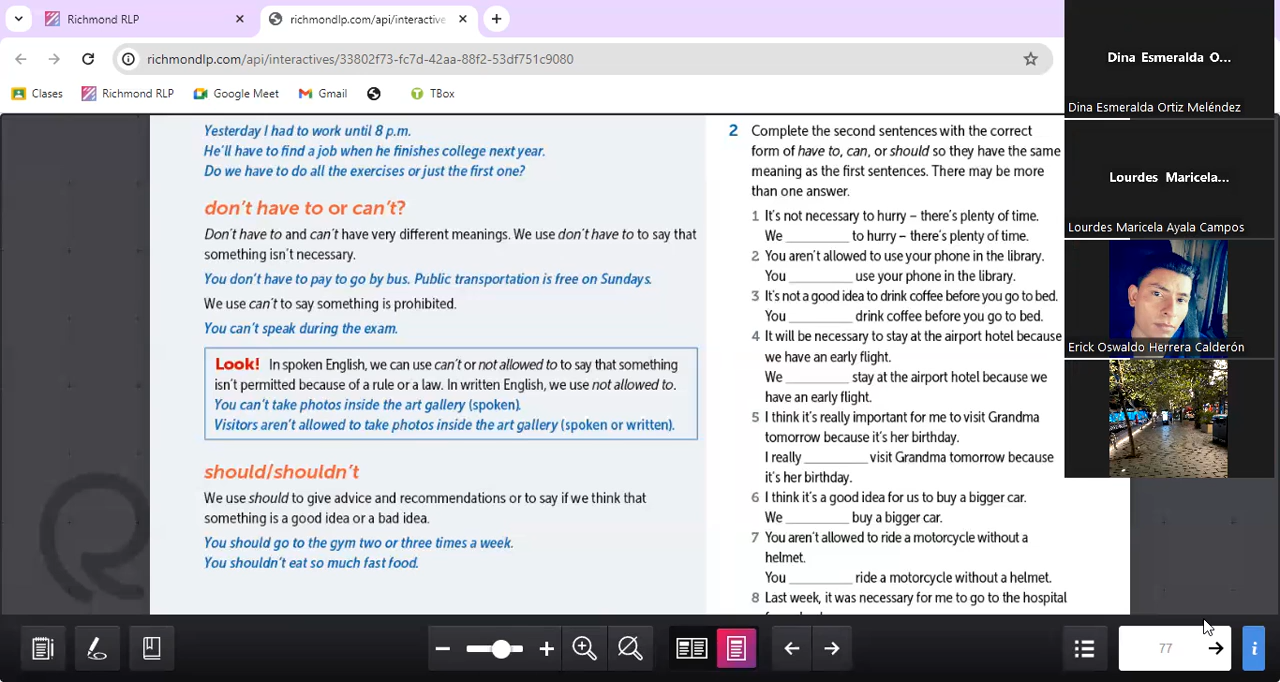 Richmond RLP
richmondlp.com/api/interactive
richmondlp.com/api/interactives/33802f73-fc7d-42aa-88f2-53df751c9080
Clases
Richmond RLP
Google Meet
Gmail
TBox
Yesterday I had to work until 8 p.m.
He'll have to find a job when he finishes college next year.
Do we have to do all the exercises or just the first one?
don't have to or can't?
Don't have to and can't have very different meanings. We use don't have to to say that
something isn't necessary.
You don't have to pay to go by bus. Public transportation is free on Sundays.
We use can't to say something is prohibited.
You can't speak during the exam.
Look! In spoken English, we can use can't or not allowed to to say that something
isn't permitted because of a rule or a law. In written English, we use not allowed to.
You can't take photos inside the art gallery (spoken).
Visitors aren't allowed to take photos inside the art gallery (spoken or written).
should/shouldn't
We use should to give advice and recommendations or to say if we think that
something is a good idea or a bad idea.
You should go to the gym two or three times a week.
You shouldn't eat so much fast food.
2 Complete the second sentences with the correct
form of have to, can, or should so they have the same
meaning as the first sentences. There may be more
than one answer.
1 It's not necessary to hurry – there's plenty of time.
We ________ to hurry – there's plenty of time.
2 You aren't allowed to use your phone in the library.
You ________ use your phone in the library.
3 It's not a good idea to drink coffee before you go to bed.
You ________ drink coffee before you go to bed.
4 It will be necessary to stay at the airport hotel because
we have an early flight.
We ________ stay at the airport hotel because we
have an early flight.
5 I think it's really important for me to visit Grandma
tomorrow because it's her birthday.
I really ________ visit Grandma tomorrow because
it's her birthday.
6 I think it's a good idea for us to buy a bigger car.
We ________ buy a bigger car.
7 You aren't allowed to ride a motorcycle without a
helmet.
You ________ ride a motorcycle without a helmet.
8 Last week, it was necessary for me to go to the hospital
Dina Esmeralda O...
Dina Esmeralda Ortiz Meléndez
Lourdes Maricela...
Lourdes Maricela Ayala Campos
Erick Oswaldo Herrera Calderón
77